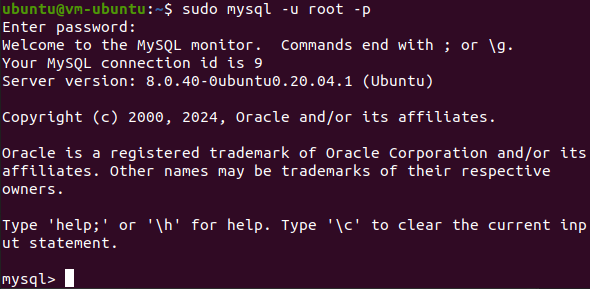 ubuntu@vm-ubuntu:~$ sudo mysql -u root -p
Enter password:
Welcome to the MySQL monitor.  Commands end with ; or \g.
Your MySQL connection id is 9
Server version: 8.0.40-0ubuntu0.20.04.1 (Ubuntu)

Copyright (c) 2000, 2024, Oracle and/or its affiliates.

Oracle is a registered trademark of Oracle Corporation and/or its
affiliates. Other names may be trademarks of their respective
owners.

Type 'help;' or '\h' for help. Type '\c' to clear the current inp
ut statement.

mysql>